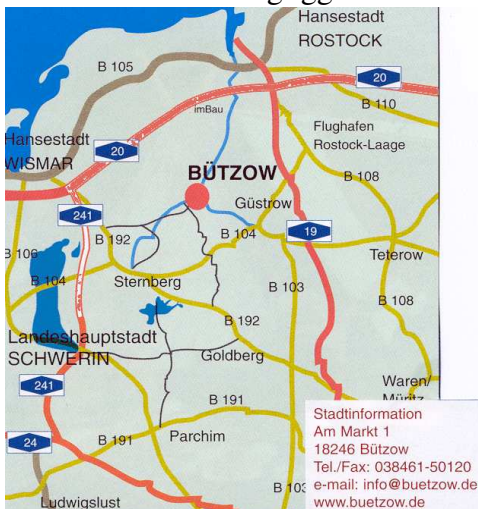 Hansestadt
ROSTOCK
B 105
20
B 110
imBau
Hansestadt
WISMAR
20
Flughafen
Rostock-Laage
BÜTZOW
B 108
241
Güstrow
B 192
B 104
19
B 106
Teterow
B 104
Sternberg
B 103
B 108
B 192
Landeshauptstadt
SCHWERIN
Goldberg
241
Waren/
Müritz
B 191
24
B 191
Parchim
B 103
Ludwigslust
Stadtinformation
Am Markt 1
18246 Bützow
Tel./Fax: 038461-50120
e-mail: info@buetzow.de
www.buetzow.de